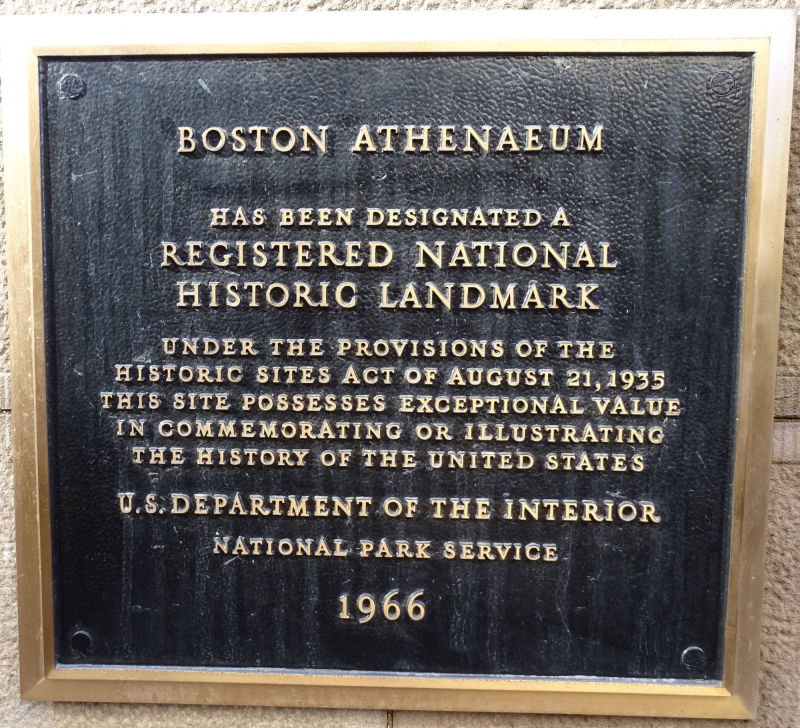 BOSTON ATHENAEUM
HAS BEEN DESIGNATED A
REGISTERED NATIONAL
HISTORIC LANDMARK
UNDER THE PROVISIONS OF THE
HISTORIC SITES ACT OF AUGUST 21, 1935
THIS SITE POSSESSES EXCEPTIONAL VALUE
IN COMMEMORATING OR ILLUSTRATING
THE HISTORY OF THE UNITED STATES
U.S. DEPARTMENT OF THE INTERIOR
NATIONAL PARK SERVICE
1966